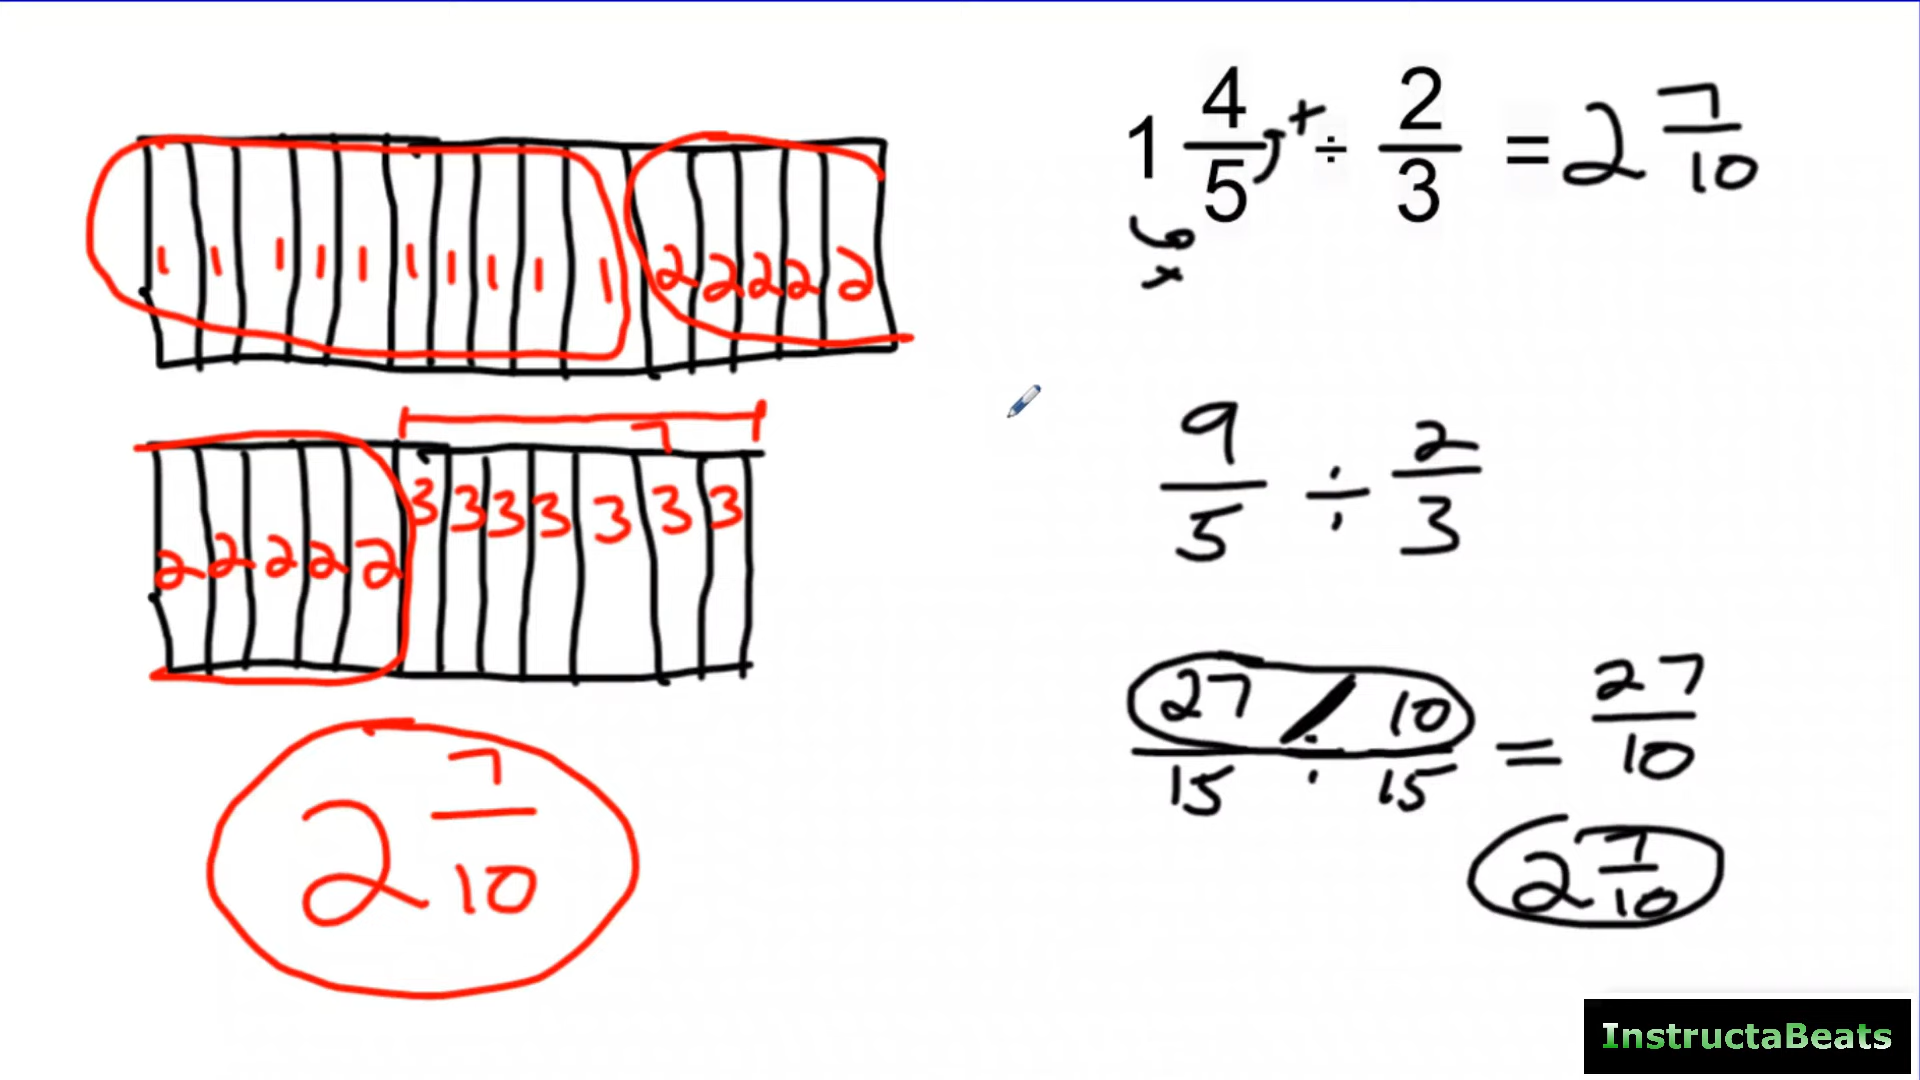 1 4/5 + ÷ 2/3 = 2 7/10
x
1 1 1 1 1 1 1 1 1 1 2 2 2 2 2
7
2 2 2 2 2 3 3 3 3 3 3 3
9/5 ÷ 2/3
27/15 ÷ 10/15 = 27/10
2 7/10
2 7/10
InstructaBeats